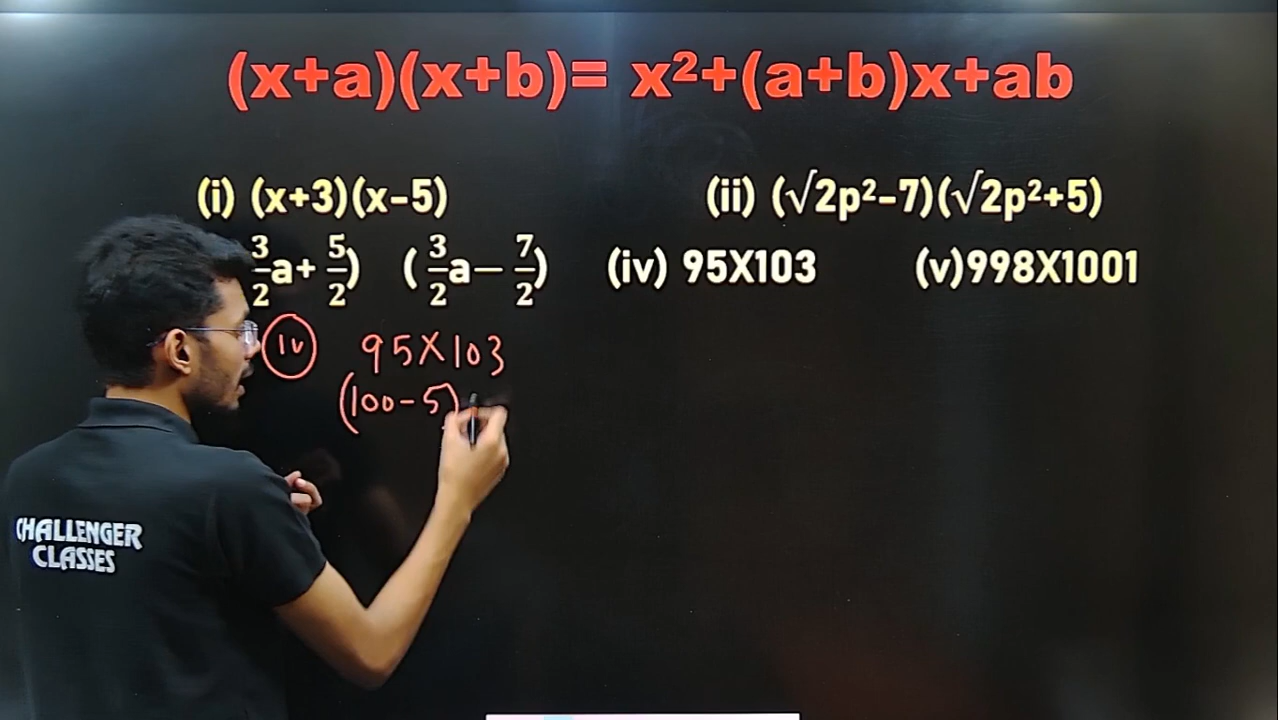 (x+a)(x+b)= x²+(a+b)x+ab
(i) (x+3)(x-5) (ii) (√2p²-7)(√2p²+5)
3/2a+ 5/2) ( 3/2a— 7/2) (iv) 95X103 (v)998X1001
(iv) 95X103
(100-5)
CHALLENGER
CLASSES